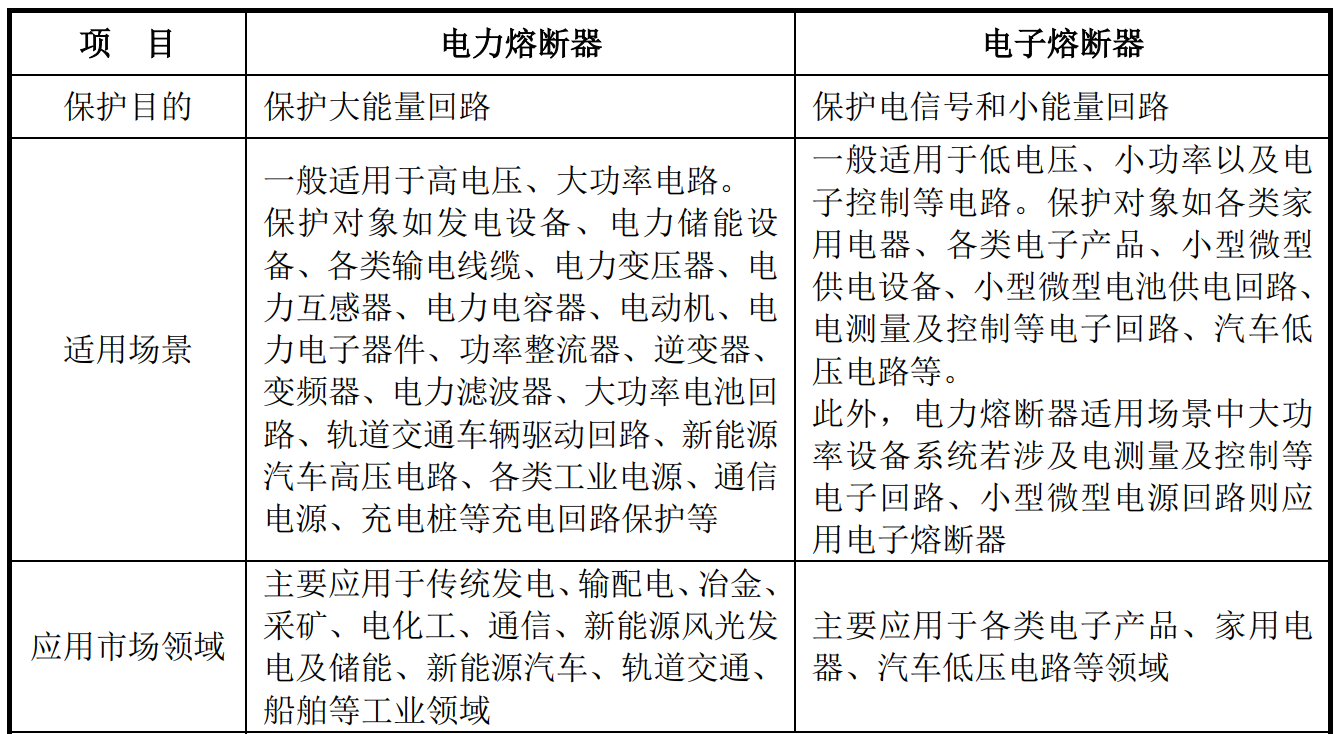 项 目
电力熔断器
电子熔断器
保护目的
保护大能量回路
保护电信号和小能量回路
适用场景
一般适用于高电压、大功率电路。
保护对象如发电设备、电力储能设
备、各类输电线缆、电力变压器、电
力互感器、电力电容器、电动机、电
力电子器件、功率整流器、逆变器、
变频器、电力滤波器、大功率电池回
路、轨道交通车辆驱动回路、新能源
汽车高压电路、各类工业电源、通信
电源、充电桩等充电回路保护等
一般适用于低电压、小功率以及电
子控制等电路。保护对象如各类家
用电器、各类电子产品、小型微型
供电设备、小型微型电池供电回路、
电测量及控制等电子回路、汽车低
压电路等。
此外，电力熔断器适用场景中大功
率设备系统若涉及电测量及控制等
电子回路、小型微型电源回路则应
用电子熔断器
应用市场领域
主要应用于传统发电、输配电、冶金、
采矿、电化工、通信、新能源风光发
电及储能、新能源汽车、轨道交通、
船舶等工业领域
主要应用于各类电子产品、家用电
器、汽车低压电路等领域